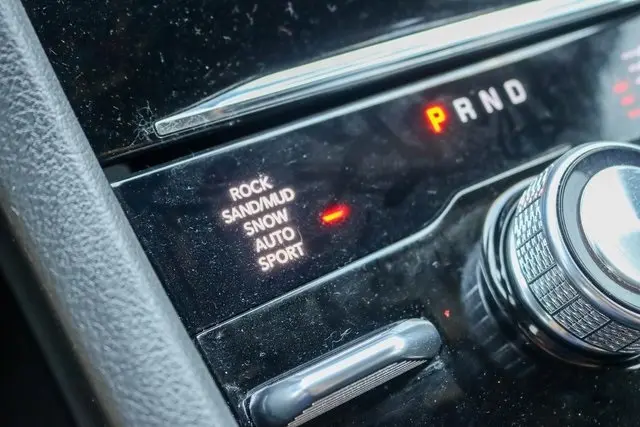 P R N D
ROCK
SAND/MUD
SNOW
AUTO
SPORT